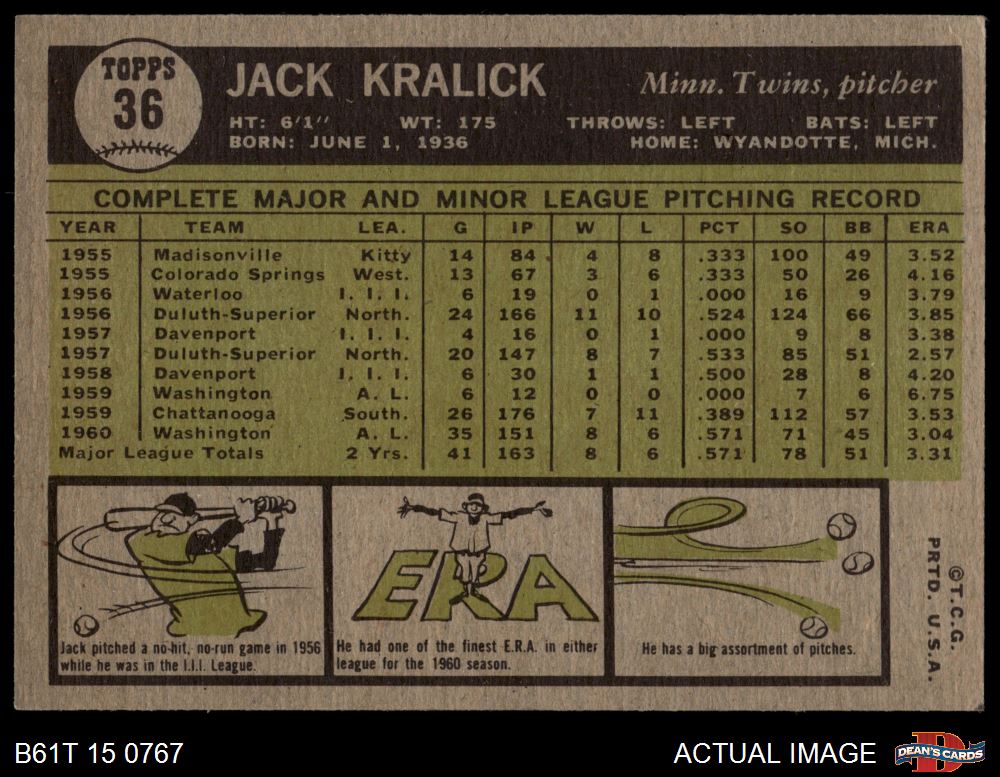 TOPPS
36
JACK KRALICK
Minn. Twins, pitcher
HT: 6'1" WT: 175 THROWS: LEFT BATS: LEFT
BORN: JUNE 1, 1936 HOME: WYANDOTTE, MICH.
COMPLETE MAJOR AND MINOR LEAGUE PITCHING RECORD
YEAR TEAM LEA. G IP W L PCT SO BB ERA
1955 Madisonville Kitty 14 84 4 8 .333 100 49 3.52
1955 Colorado Springs West. 13 67 3 6 .333 50 26 4.16
1956 Waterloo I. I. I. 6 19 0 1 .000 16 9 3.79
1956 Duluth-Superior North. 24 166 11 10 .524 124 66 3.85
1957 Davenport I. I. I. 4 16 0 1 .000 9 8 3.38
1957 Duluth-Superior North. 20 147 8 7 .533 85 51 2.57
1958 Davenport I. I. I. 6 30 1 1 .500 28 8 4.20
1959 Washington A. L. 6 12 0 0 .000 7 6 6.75
1959 Chattanooga South. 26 176 7 11 .389 112 57 3.53
1960 Washington A. L. 35 151 8 6 .571 71 45 3.04
Major League Totals 2 Yrs. 41 163 8 6 .571 78 51 3.31
Jack pitched a no-hit, no-run game in 1956
while he was in the I.I.I. League.
ERA
He had one of the finest E.R.A. in either
league for the 1960 season.
He has a big assortment of pitches.
©T.C.G.
PRTD. U.S.A.
B61T 15 0767
ACTUAL IMAGE
D
DEAN'S CARDS